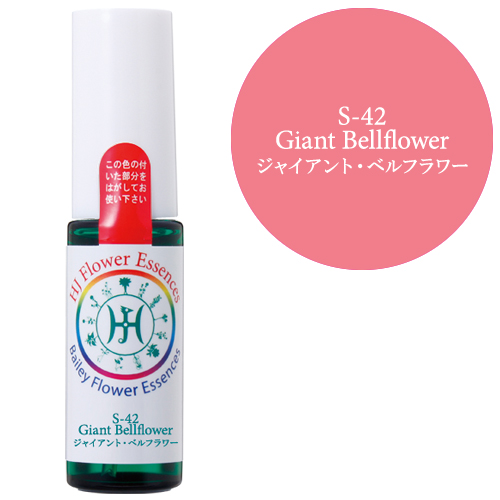 S-42
Giant Bellflower
ジャイアント・ベルフラワー
この色の付
いた部分を
はがしてお
使い下さい
HJ Flower Essences
Bailey Flower Essences
S-42
Giant Bellflower
ジャイアント・ベルフラワー